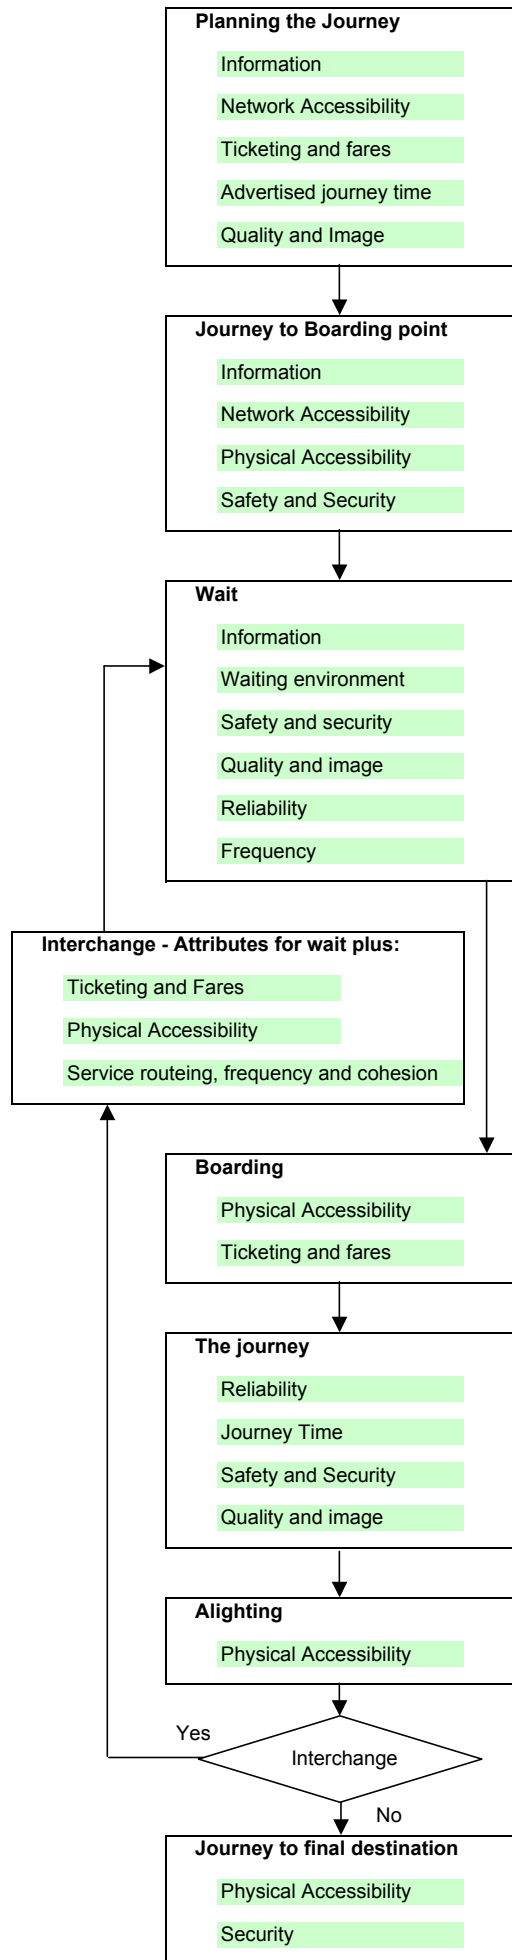 Planning the Journey
Information
Network Accessibility
Ticketing and fares
Advertised journey time
Quality and Image
Journey to Boarding point
Information
Network Accessibility
Physical Accessibility
Safety and Security
Wait
Information
Waiting environment
Safety and security
Quality and image
Reliability
Frequency
Interchange - Attributes for wait plus:
Ticketing and Fares
Physical Accessibility
Service routeing, frequency and cohesion
Boarding
Physical Accessibility
Ticketing and fares
The journey
Reliability
Journey Time
Safety and Security
Quality and image
Alighting
Physical Accessibility
Yes
Interchange
No
Journey to final destination
Physical Accessibility
Security